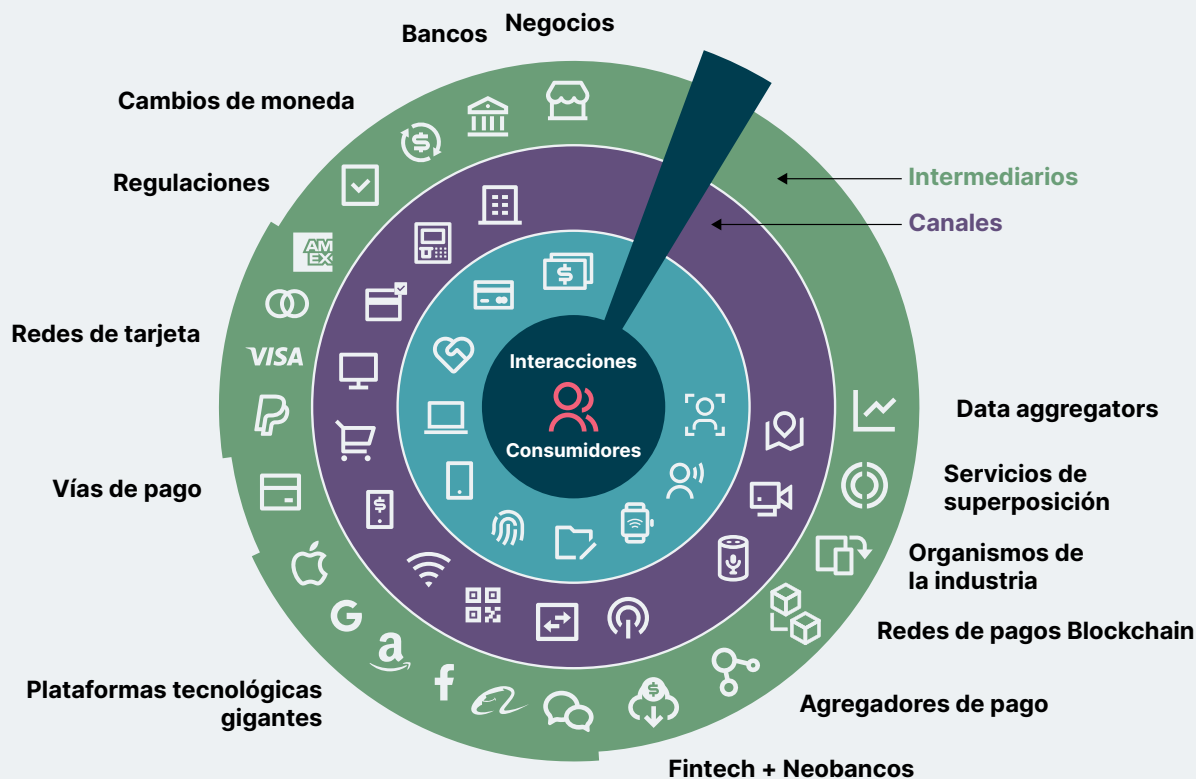 Bancos
Negocios
Cambios de moneda
Regulaciones
Intermediarios
Canales
AM
EX
Redes de tarjeta
VISA
Interacciones
Consumidores
Data aggregators
Vías de pago
Servicios de
superposición
Organismos de
la industria
Redes de pagos Blockchain
Plataformas tecnológicas
gigantes
Agregadores de pago
Fintech + Neobancos